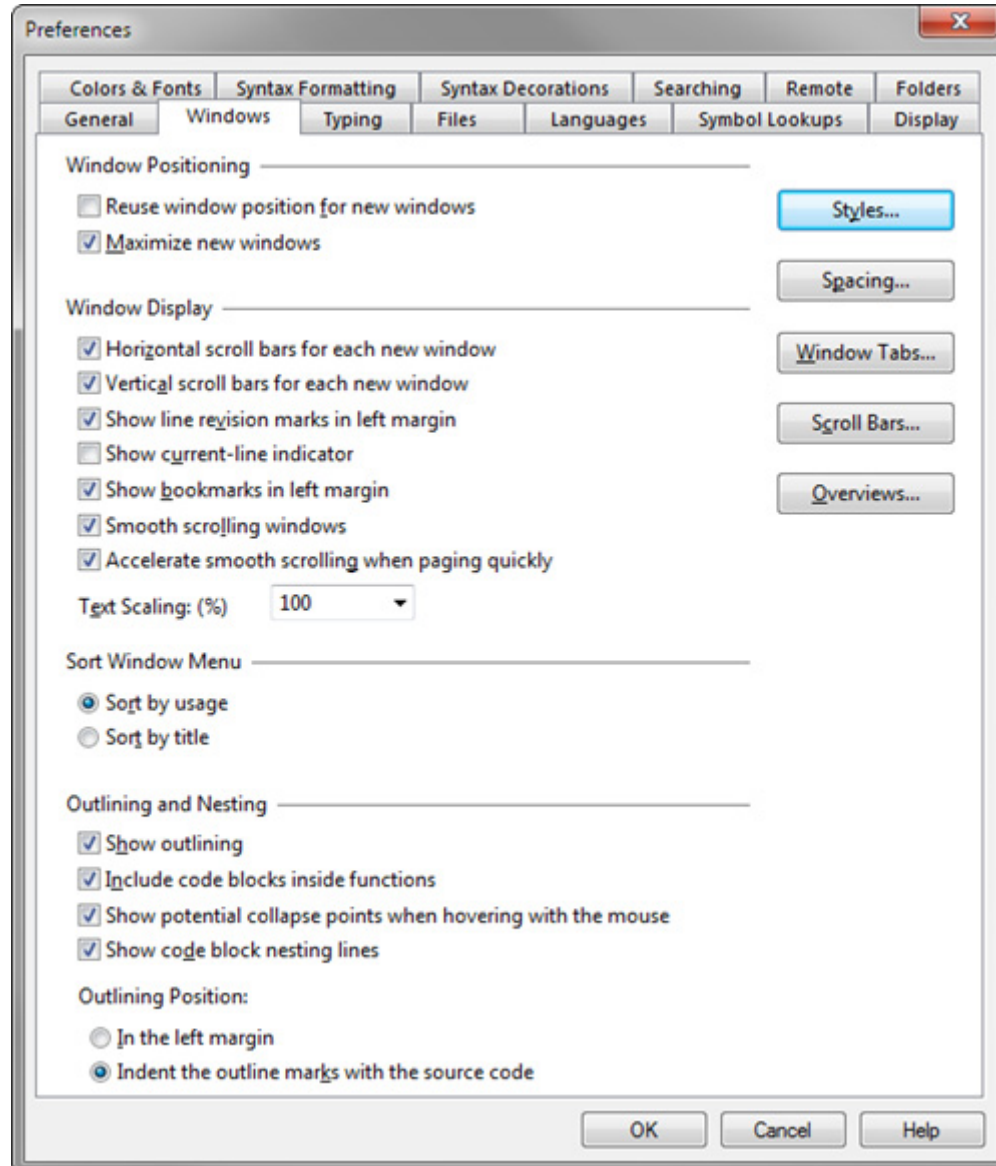 Preferences
Colors & Fonts Syntax Formatting Syntax Decorations Searching Remote Folders
General Windows Typing Files Languages Symbol Lookups Display
Window Positioning
Reuse window position for new windows
Styles...
Maximize new windows
Spacing...
Window Display
Horizontal scroll bars for each new window
Window Tabs...
Vertical scroll bars for each new window
Show line revision marks in left margin
Scroll Bars...
Show current-line indicator
Show bookmarks in left margin
Overviews...
Smooth scrolling windows
Accelerate smooth scrolling when paging quickly
Text Scaling: (%) 100
Sort Window Menu
Sort by usage
Sort by title
Outlining and Nesting
Show outlining
Include code blocks inside functions
Show potential collapse points when hovering with the mouse
Show code block nesting lines
Outlining Position:
In the left margin
Indent the outline marks with the source code
OK Cancel Help